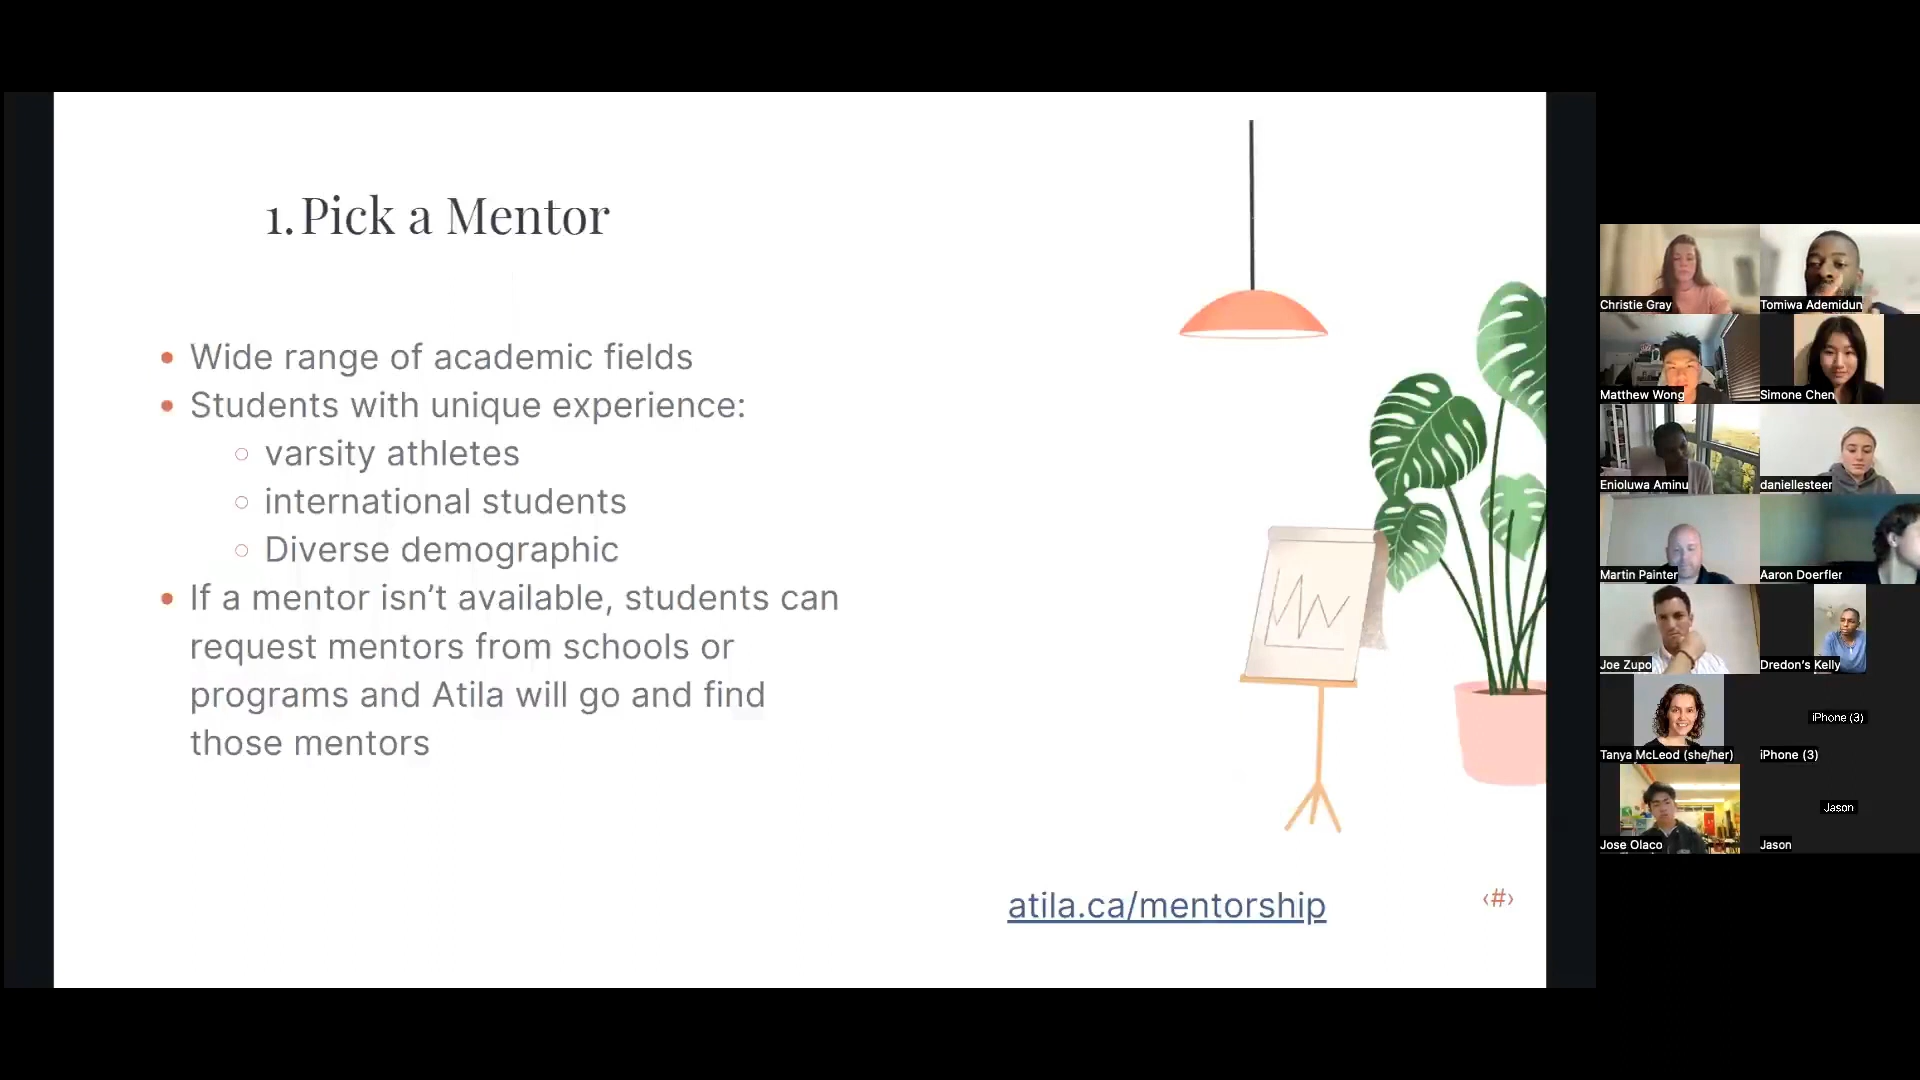 1. Pick a Mentor
Wide range of academic fields
Students with unique experience:
varsity athletes
international students
Diverse demographic
If a mentor isn’t available, students can
request mentors from schools or
programs and Atila will go and find
those mentors
atila.ca/mentorship
‹#›
Christie Gray
Tomiwa Ademidun
Matthew Wong
Simone Chen
Enioluwa Aminu
daniellesteer
Martin Painter
Aaron Doerfler
Joe Zupo
Dredon’s Kelly
Tanya McLeod (she/her)
iPhone (3)
iPhone (3)
Jose Olaco
Jason
Jason